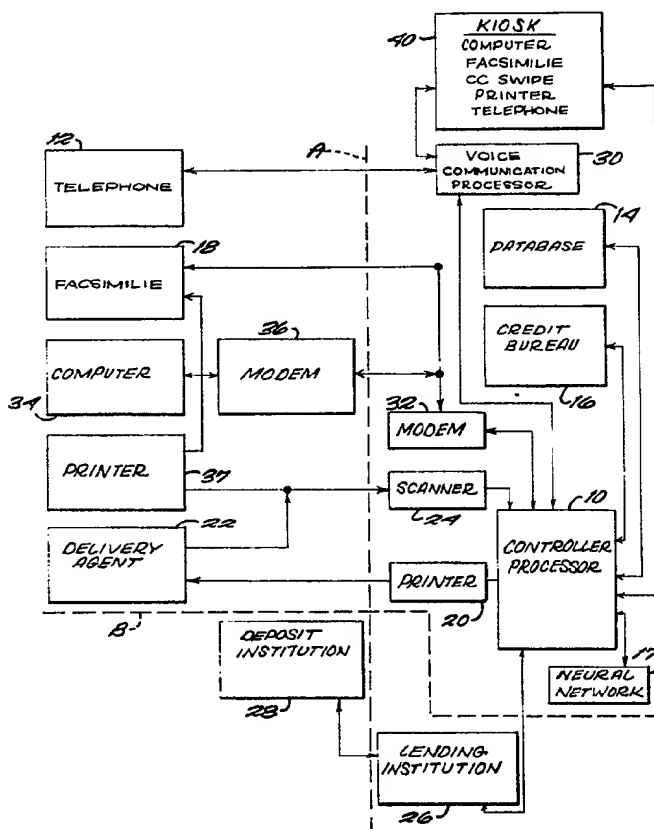 40
KIOSK
COMPUTER
FACSIMILIE
CC SWIPE
PRINTER
TELEPHONE
12
TELEPHONE
A
VOICE
COMMUNICATION
PROCESSOR
30
18
FACSIMILIE
14
DATABASE
36
COMPUTER
34
MODEM
CREDIT
BUREAU
16
32
MODEM
PRINTER
37
SCANNER
24
10
CONTROLLER
PROCESSOR
22
DELIVERY
AGENT
PRINTER
20
B
DEPOSIT
INSTITUTION
28
17
NEURAL
NETWORK
LENDING
INSTITUTION
26